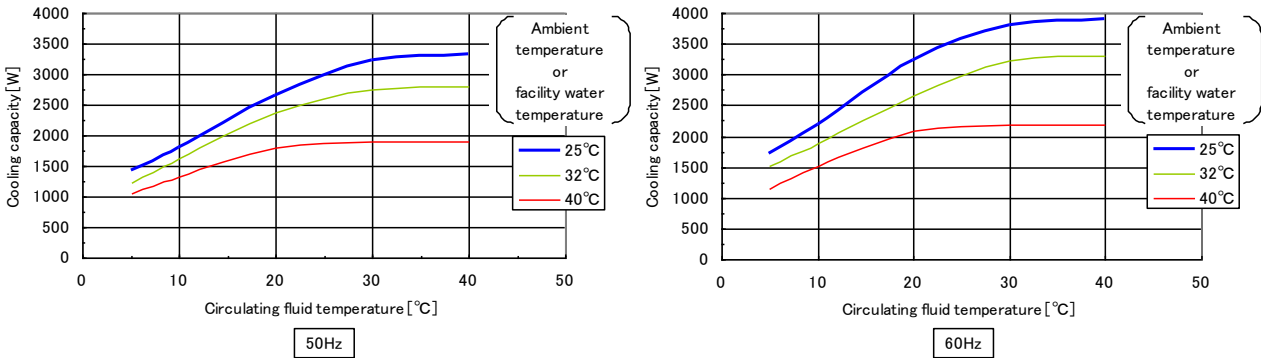 4000
3500
3000
2500
2000
1500
1000
500
0
Cooling capacity [W]
0 10 20 30 40 50
Circulating fluid temperature [℃]
Ambient
temperature
or
facility water
temperature
25℃
32℃
40℃
50Hz
4000
3500
3000
2500
2000
1500
1000
500
0
Cooling capacity [W]
0 10 20 30 40 50
Circulating fluid temperature [℃]
Ambient
temperature
or
facility water
temperature
25℃
32℃
40℃
60Hz